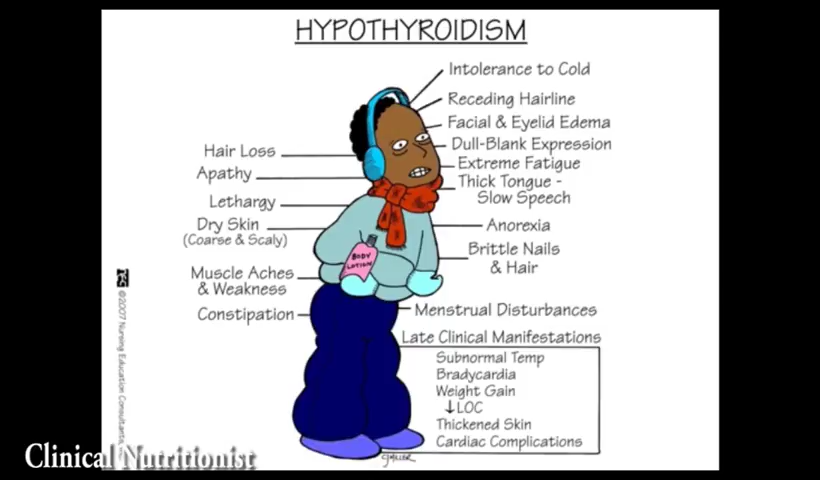 HYPOTHYROIDISM
Intolerance to Cold
Receding Hairline
Facial & Eyelid Edema
Dull-Blank Expression
Extreme Fatigue
Thick Tongue -
Slow Speech
Anorexia
Brittle Nails
& Hair
Menstrual Disturbances
Hair Loss
Apathy
Lethargy
Dry Skin
(Coarse & Scaly)
Muscle Aches
& Weakness
Constipation
BODY
LOTION
Late Clinical Manifestations
Subnormal Temp
Bradycardia
Weight Gain
↓LOC
Thickened Skin
Cardiac Complications
©2007 Nursing Education Consultants,
Clinical Nutritionist